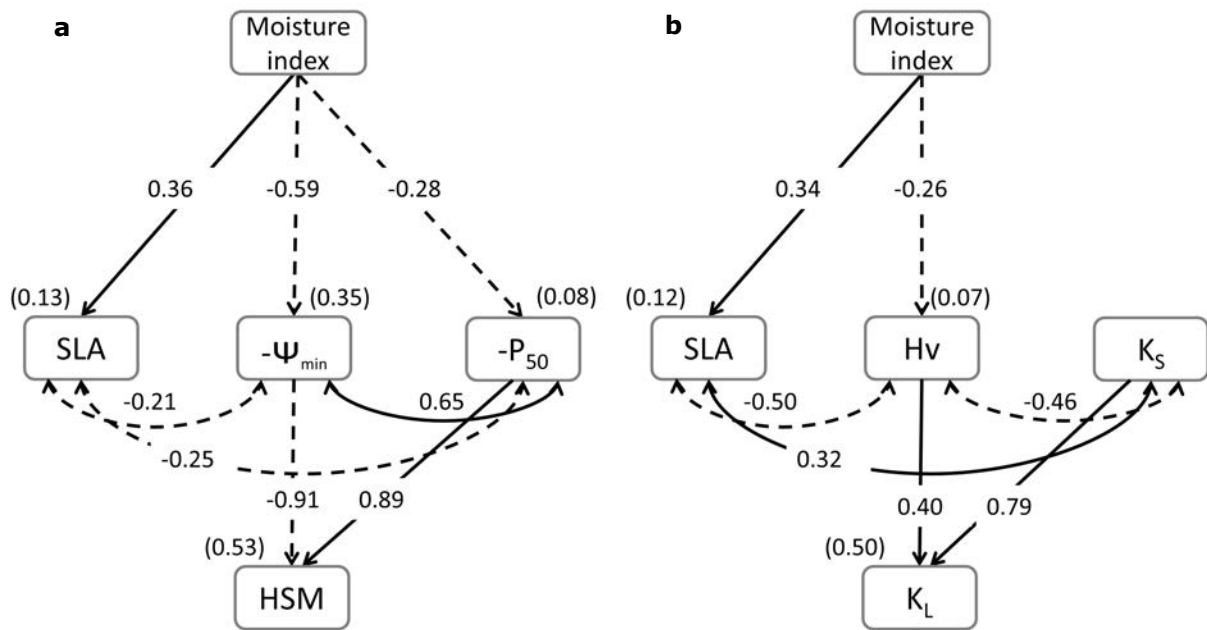 a
Moisture
index
0.36
-0.59
-0.28
(0.13)
(0.35)
(0.08)
SLA
-Ψmin
-P50
-0.21
0.65
-0.25
-0.91
0.89
(0.53)
HSM
b
Moisture
index
0.34
-0.26
(0.12)
(0.07)
SLA
Hv
KS
-0.50
-0.46
0.32
0.40
0.79
(0.50)
KL